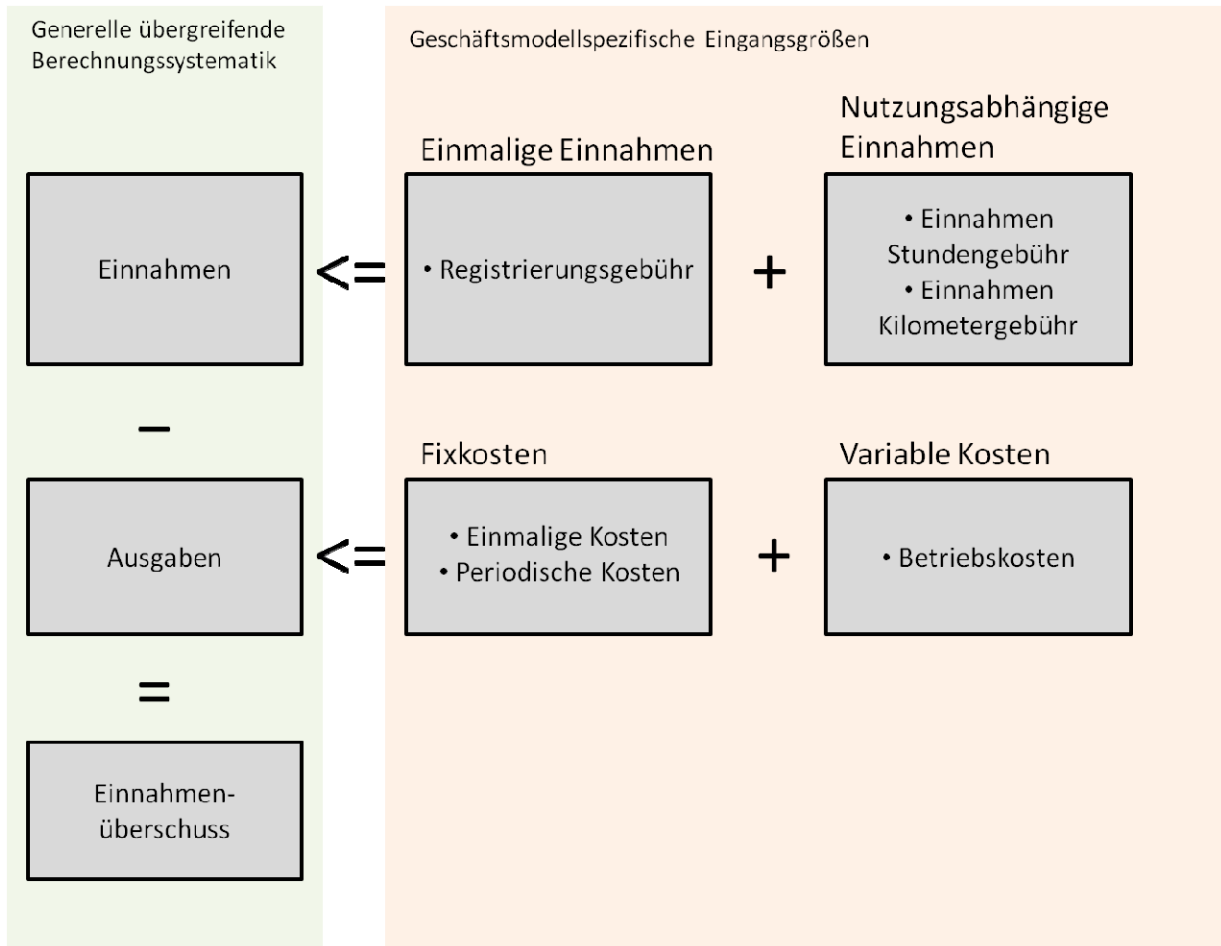 Generelle übergreifende
Berechnungssystematik
Geschäftsmodellspezifische Eingangsgrößen
Einmalige Einnahmen
Nutzungsabhängige
Einnahmen
Einnahmen
<=
• Registrierungsgebühr
+
• Einnahmen
Stundengebühr
• Einnahmen
Kilometergebühr
–
Fixkosten
Variable Kosten
Ausgaben
<=
• Einmalige Kosten
• Periodische Kosten
+
• Betriebskosten
=
Einnahmen-
überschuss